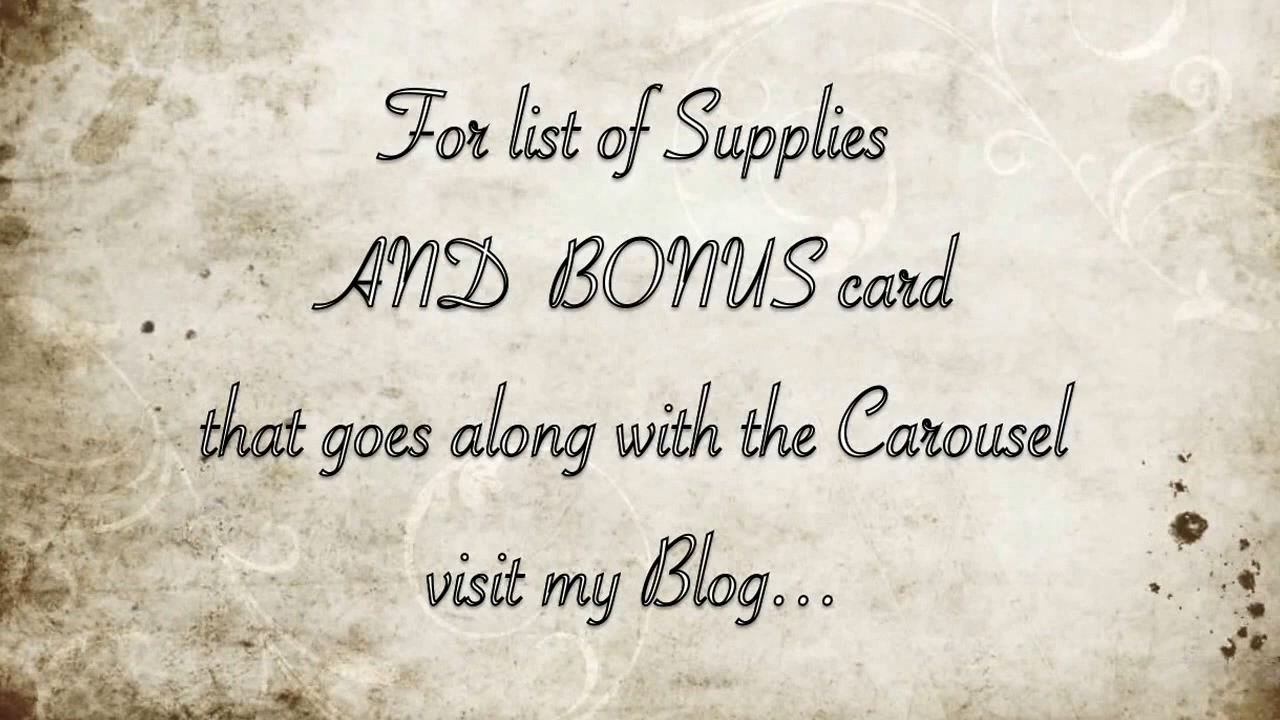 For list of Supplies
AND BONUS card
that goes along with the Carousel
visit my Blog...